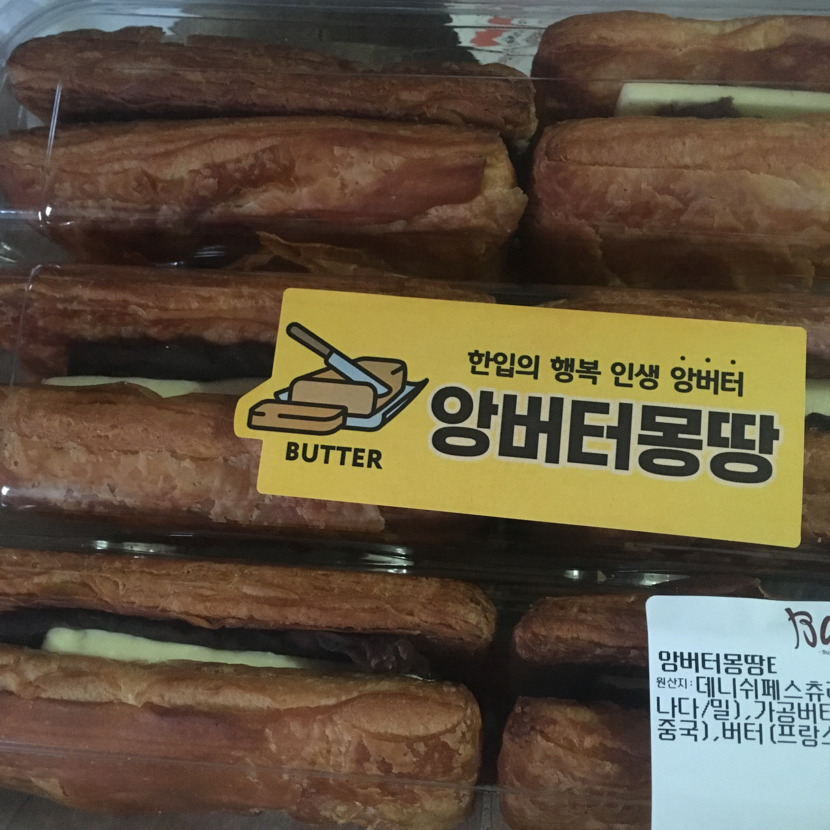 한입의 행복 인생 앙버터
앙버터몽땅
BUTTER
앙버터몽땅E
원산지: 데니쉬페스츄
나다/밀), 가공버터
중국), 버터(프랑스